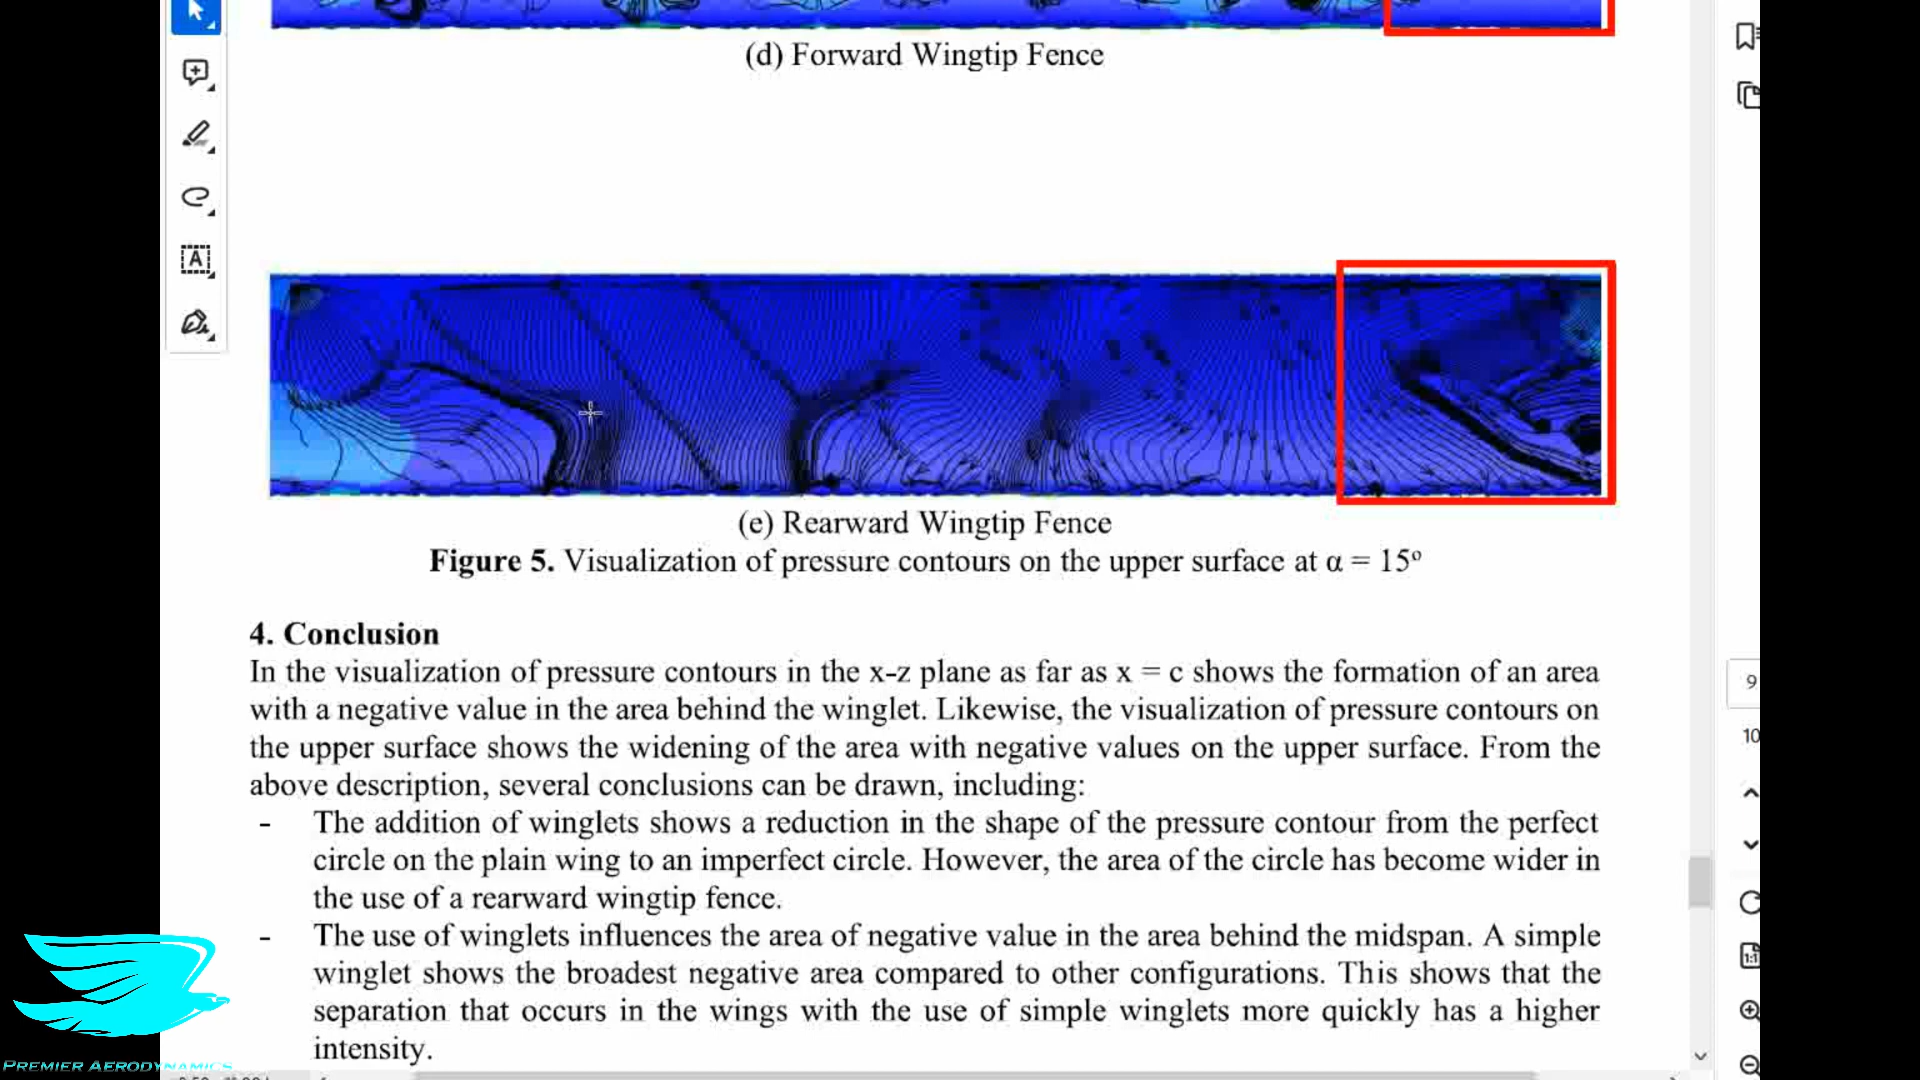 (d) Forward Wingtip Fence
(e) Rearward Wingtip Fence
Figure 5. Visualization of pressure contours on the upper surface at α = 15º
4. Conclusion
In the visualization of pressure contours in the x-z plane as far as x = c shows the formation of an area
with a negative value in the area behind the winglet. Likewise, the visualization of pressure contours on
the upper surface shows the widening of the area with negative values on the upper surface. From the
above description, several conclusions can be drawn, including:
- The addition of winglets shows a reduction in the shape of the pressure contour from the perfect
circle on the plain wing to an imperfect circle. However, the area of the circle has become wider in
the use of a rearward wingtip fence.
- The use of winglets influences the area of negative value in the area behind the midspan. A simple
winglet shows the broadest negative area compared to other configurations. This shows that the
separation that occurs in the wings with the use of simple winglets more quickly has a higher
intensity.
9
10
PREMIER AERODYNAMICS